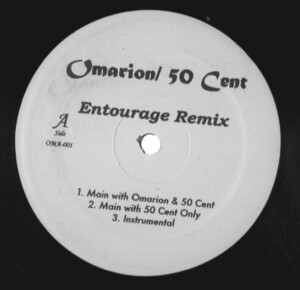 Omarion/ 50 Cent
Entourage Remix
A
Side
OMA-001
1. Main with Omarion & 50 Cent
2. Main with 50 Cent Only
3. Instrumental